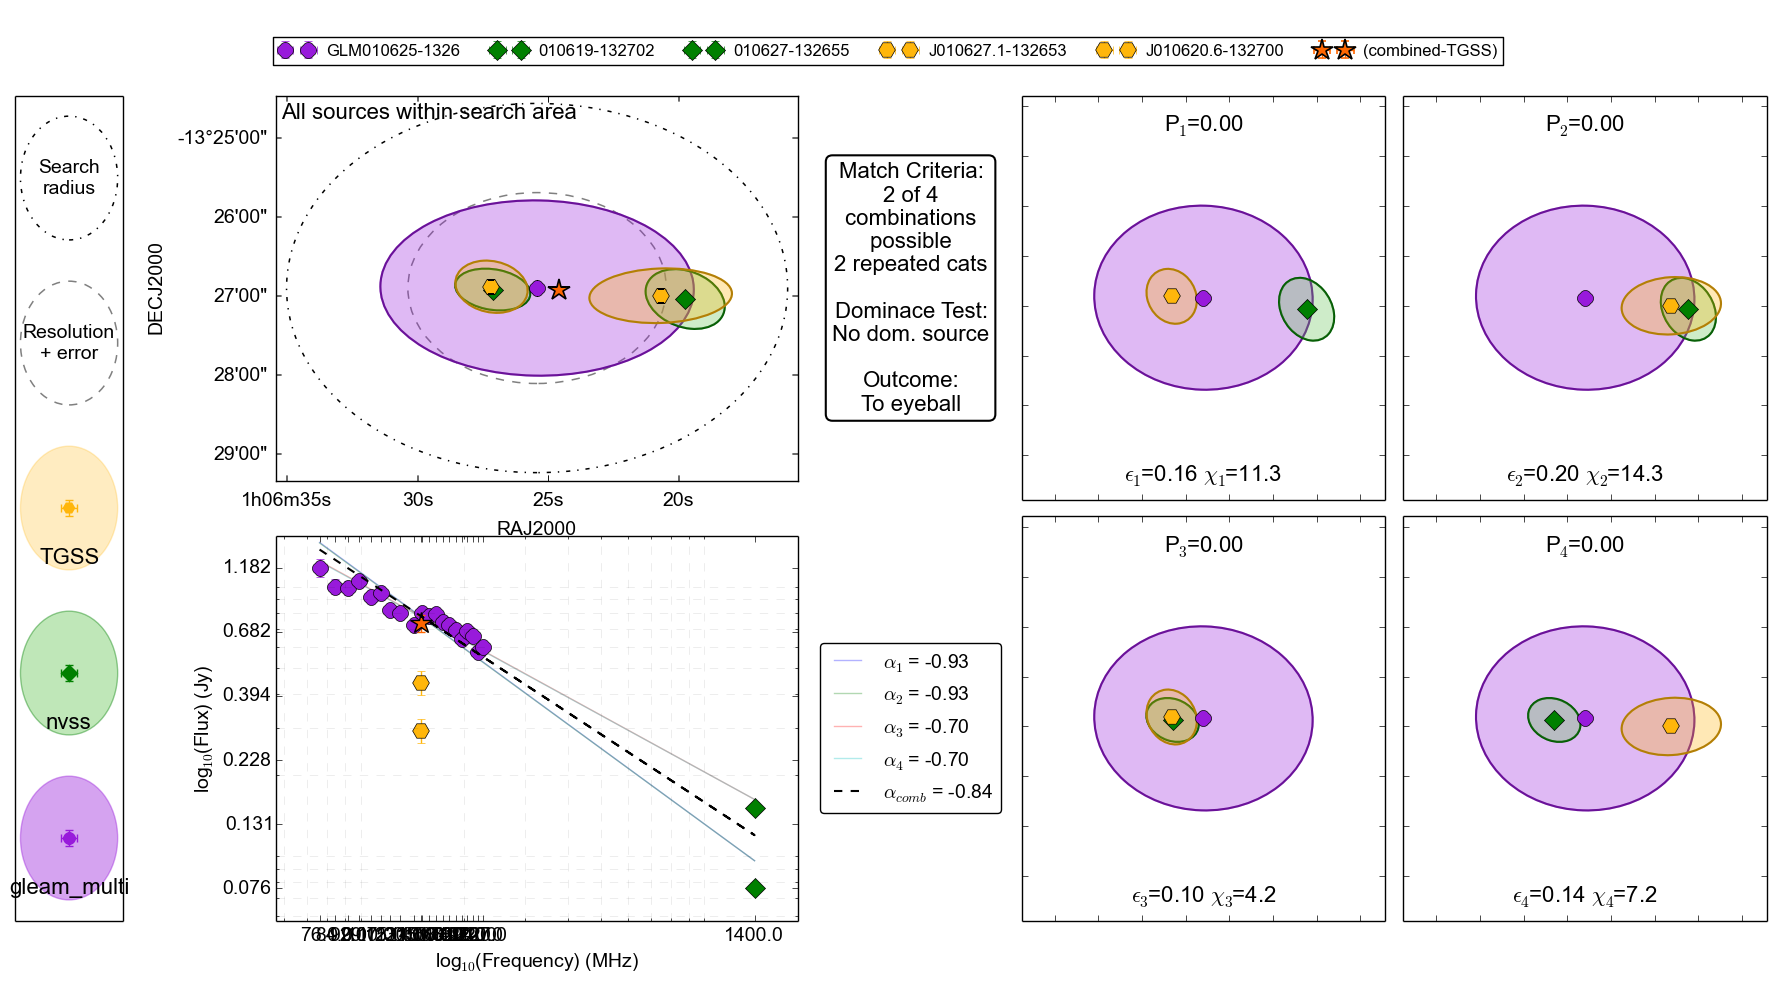 GLM010625-1326 010619-132702 010627-132655 J010627.1-132653 J010620.6-132700 (combined-TGSS)
Search
radius
Resolution
+ error
TGSS
nvss
gleam_multi
All sources within search area
DECJ2000
-13°25'00"
26'00"
27'00"
28'00"
29'00"
1h06m35s 30s 25s 20s
RAJ2000
Match Criteria:
2 of 4
combinations
possible
2 repeated cats
Dominace Test:
No dom. source
Outcome:
To eyeball
P1=0.00
ϵ1=0.16 χ1=11.3
P2=0.00
ϵ2=0.20 χ2=14.3
P3=0.00
ϵ3=0.10 χ3=4.2
P4=0.00
ϵ4=0.14 χ4=7.2
log10(Flux) (Jy)
1.182
0.682
0.394
0.228
0.131
0.076
1400.0
log10(Frequency) (MHz)
α1 = -0.93
α2 = -0.93
α3 = -0.70
α4 = -0.70
αcomb = -0.84